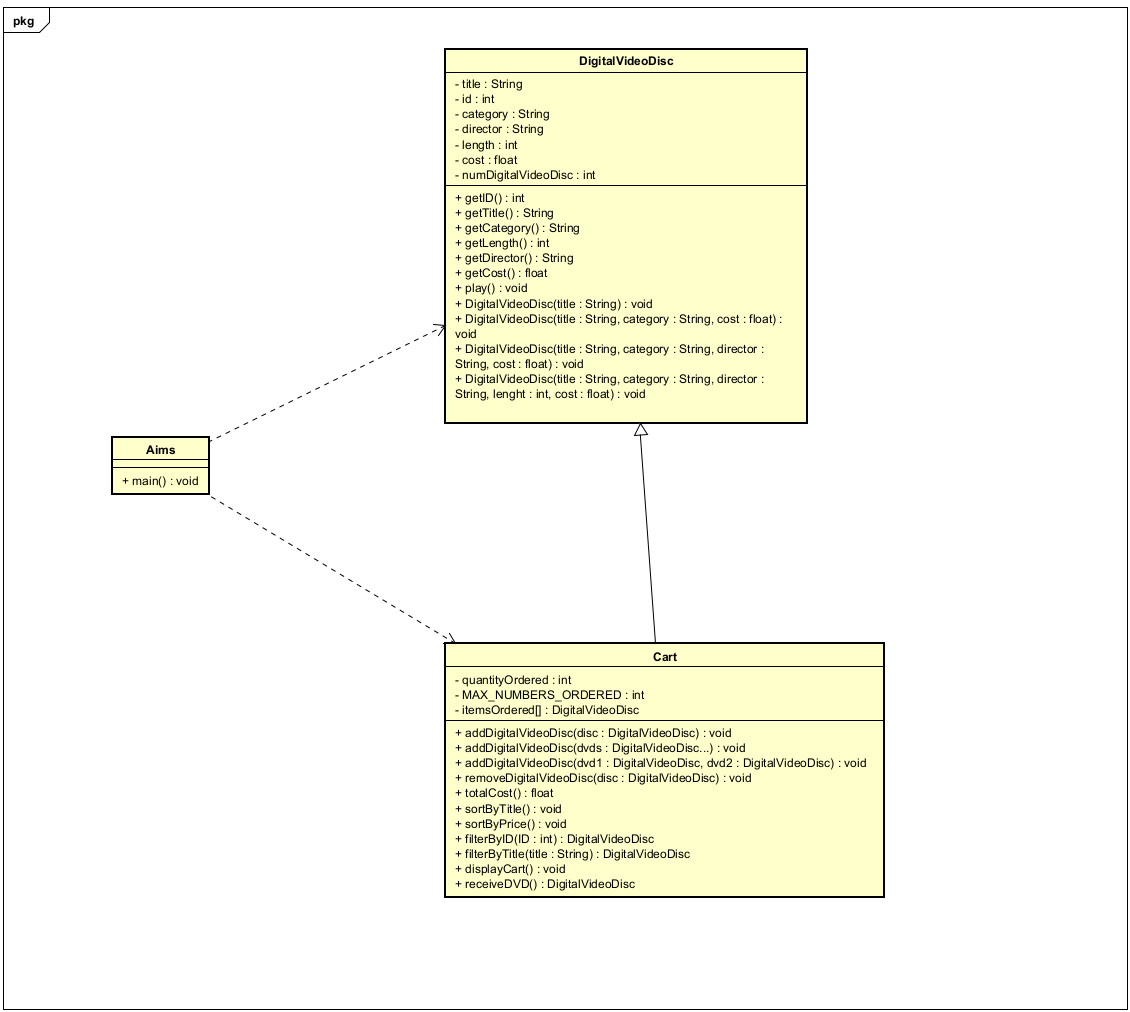 pkg
DigitalVideoDisc
- title : String
- id : int
- category : String
- director : String
- length : int
- cost : float
- numDigitalVideoDisc : int
+ getID() : int
+ getTitle() : String
+ getCategory() : String
+ getLength() : int
+ getDirector() : String
+ getCost() : float
+ play() : void
+ DigitalVideoDisc(title : String) : void
+ DigitalVideoDisc(title : String, category : String, cost : float) :
void
+ DigitalVideoDisc(title : String, category : String, director :
String, cost : float) : void
+ DigitalVideoDisc(title : String, category : String, director :
String, lenght : int, cost : float) : void
Aims
+ main() : void
Cart
- quantityOrdered : int
- MAX_NUMBERS_ORDERED : int
- itemsOrdered[] : DigitalVideoDisc
+ addDigitalVideoDisc(disc : DigitalVideoDisc) : void
+ addDigitalVideoDisc(dvds : DigitalVideoDisc...) : void
+ addDigitalVideoDisc(dvd1 : DigitalVideoDisc, dvd2 : DigitalVideoDisc) : void
+ removeDigitalVideoDisc(disc : DigitalVideoDisc) : void
+ totalCost() : float
+ sortByTitle() : void
+ sortByPrice() : void
+ filterByID(ID : int) : DigitalVideoDisc
+ filterByTitle(title : String) : DigitalVideoDisc
+ displayCart() : void
+ receiveDVD() : DigitalVideoDisc